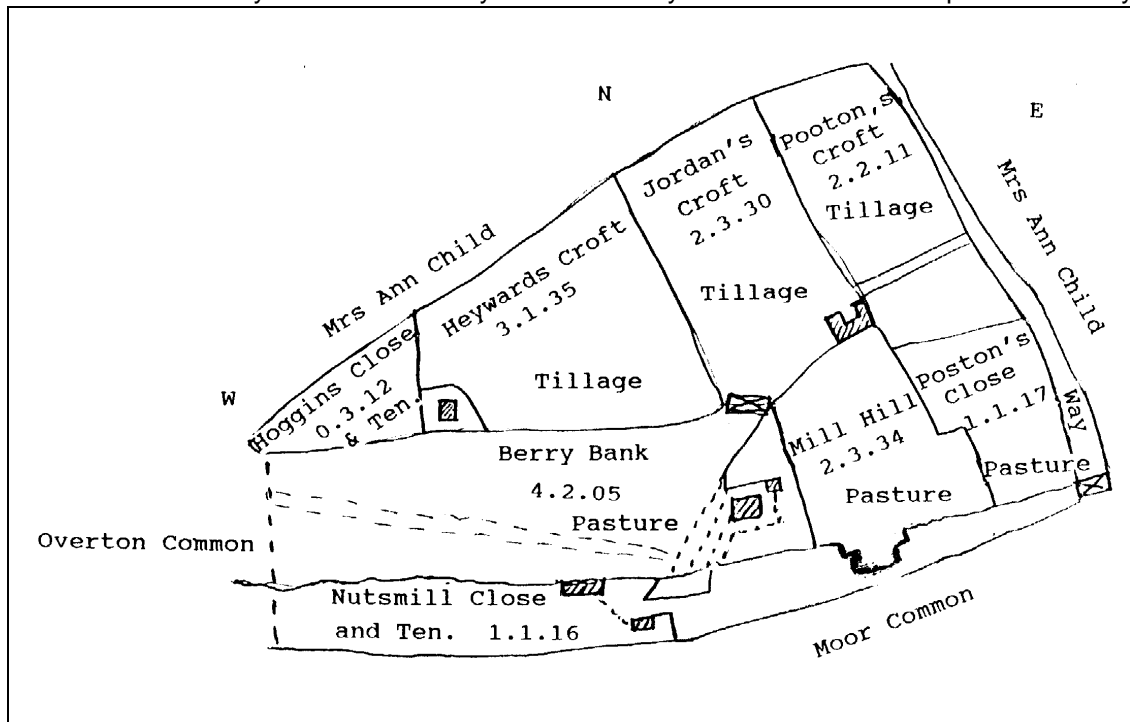 N
E
W
Mrs Ann Child
Hoggins Close
0.3.12
& Ten.
Heywards Croft
3.1.35
Tillage
Jordan's
Croft
2.3.30
Tillage
Pooton,s
Croft
2.2.11
Tillage
Mrs Ann Child
Way
Poston's
Close
1.1.17
Pasture
Mill Hill
2.3.34
Pasture
Berry Bank
4.2.05
Pasture
Overton Common
Nutsmill Close
and Ten. 1.1.16
Moor Common